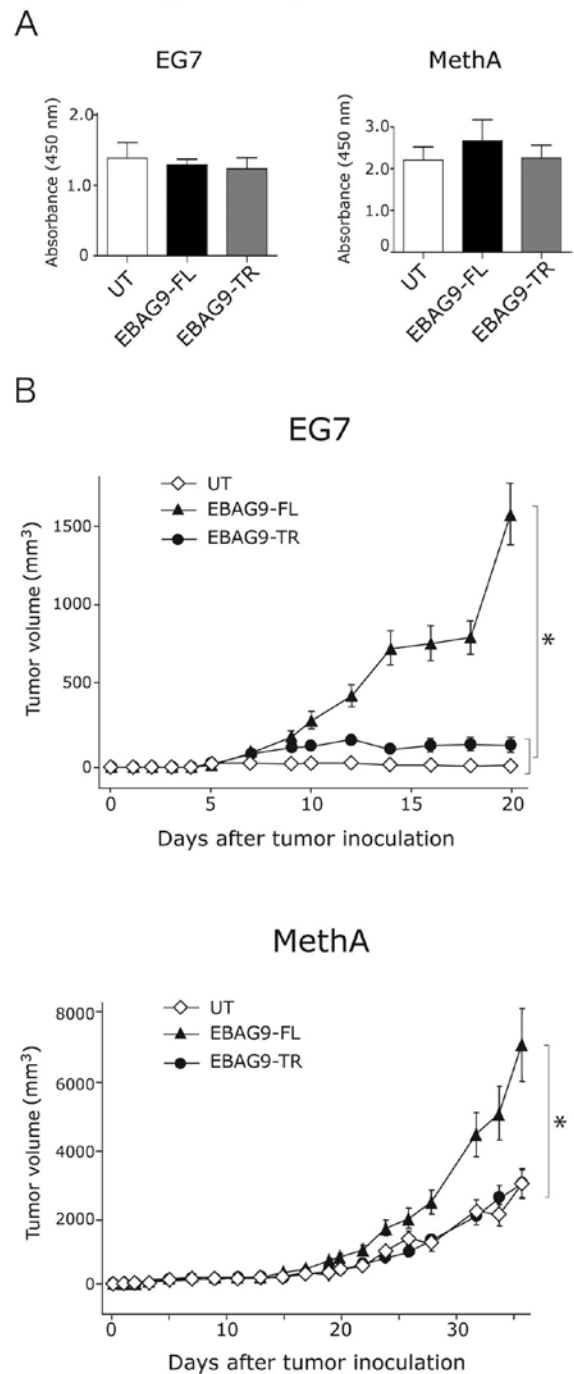 A
EG7
MethA
Absorbance (450 nm)
2.0
1.0
0
UT
EBAG9-FL
EBAG9-TR
Absorbance (450 nm)
3.0
2.0
1.0
0
UT
EBAG9-FL
EBAG9-TR
B
EG7
UT
EBAG9-FL
EBAG9-TR
Tumor volume (mm³)
1500
1000
500
0
*
0 5 10 15 20
Days after tumor inoculation
MethA
UT
EBAG9-FL
EBAG9-TR
Tumor volume (mm³)
8000
6000
4000
2000
0
*
0 10 20 30
Days after tumor inoculation